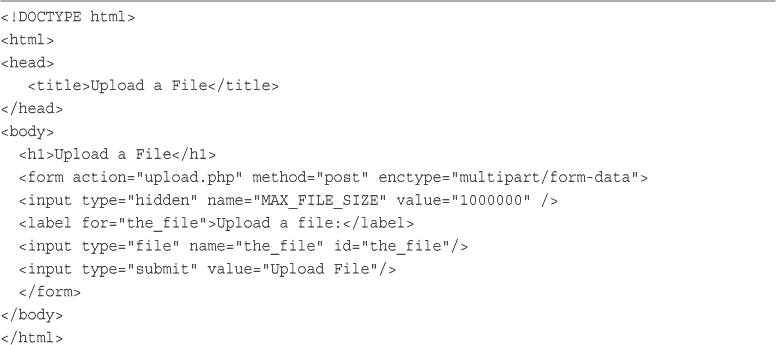 <!DOCTYPE html>
<html>
<head>
   <title>Upload a File</title>
</head>
<body>
  <h1>Upload a File</h1>
  <form action="upload.php" method="post" enctype="multipart/form-data">
  <input type="hidden" name="MAX_FILE_SIZE" value="1000000" />
  <label for="the_file">Upload a file:</label>
  <input type="file" name="the_file" id="the_file"/>
  <input type="submit" value="Upload File"/>
  </form>
</body>
</html>